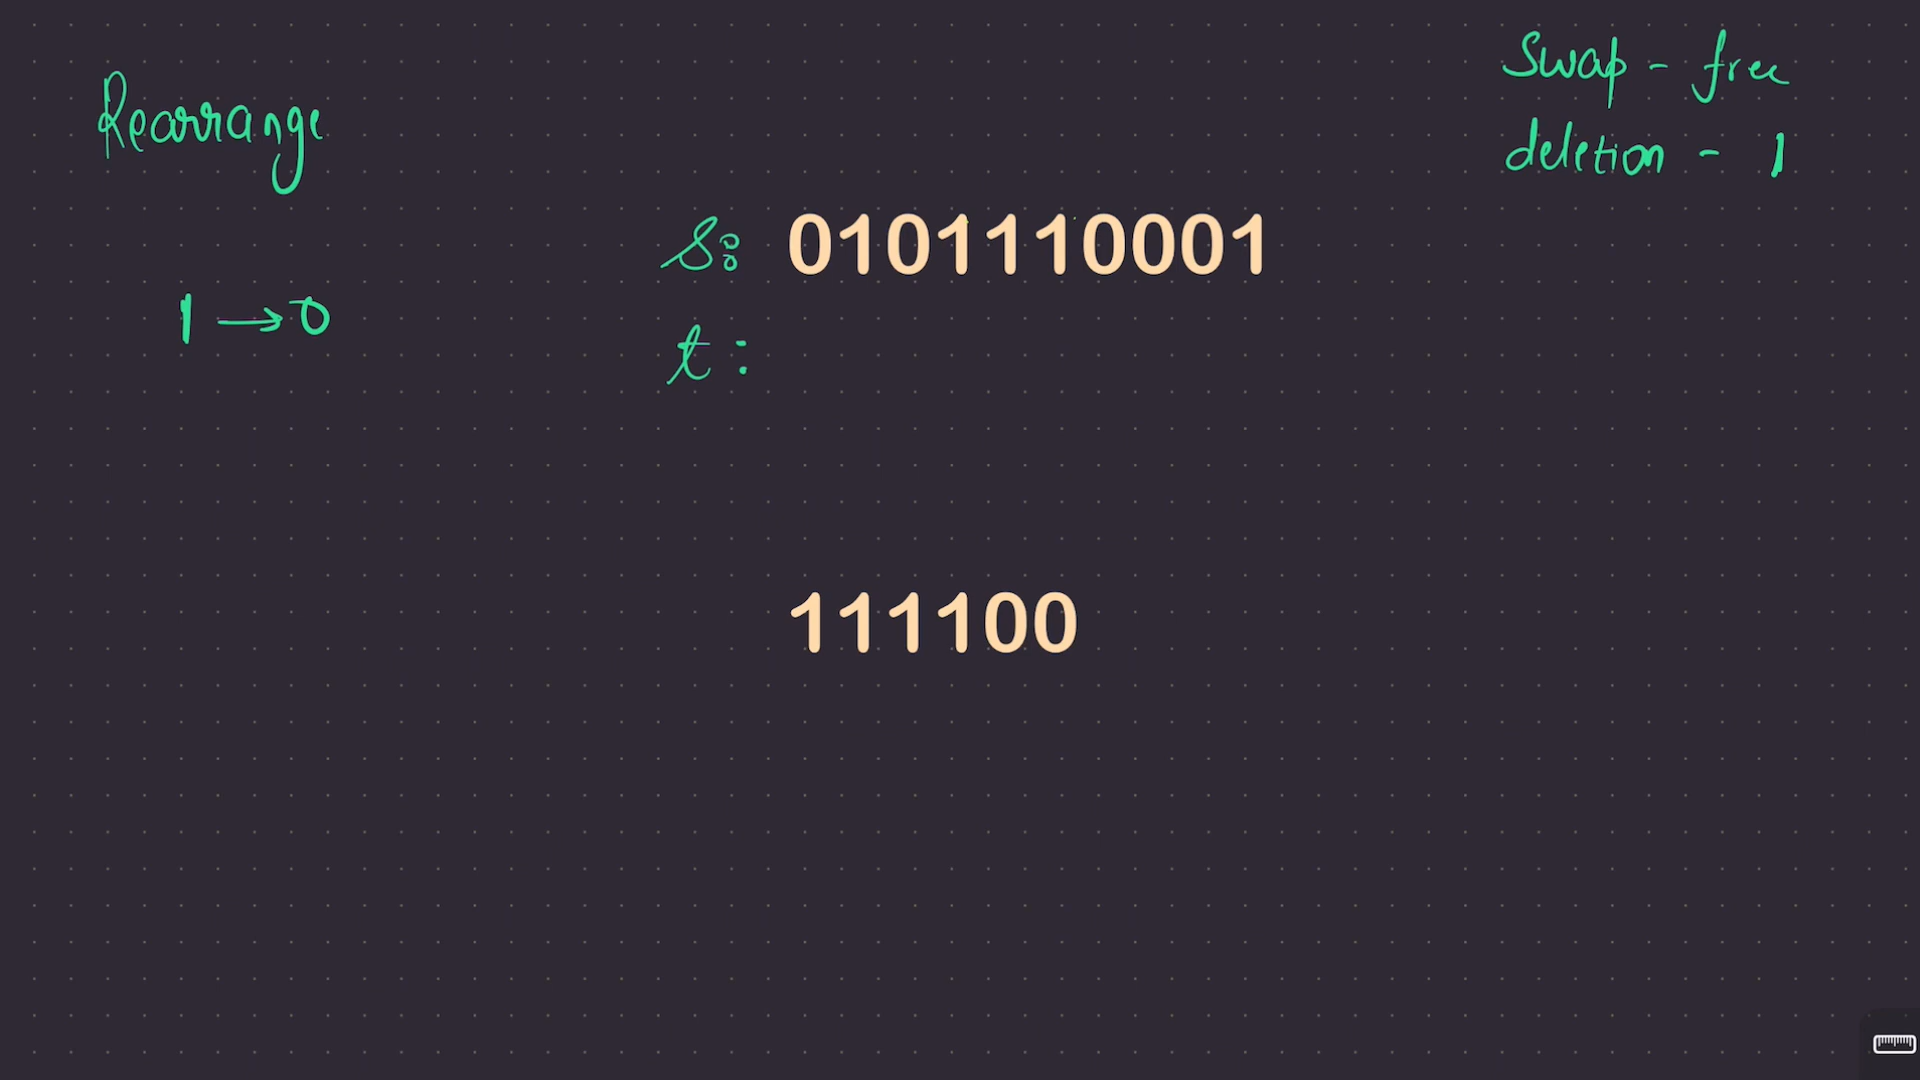 Swap - free
deletion - 1
Rearrange
s: 0101110001
1 → 0
t:
111100